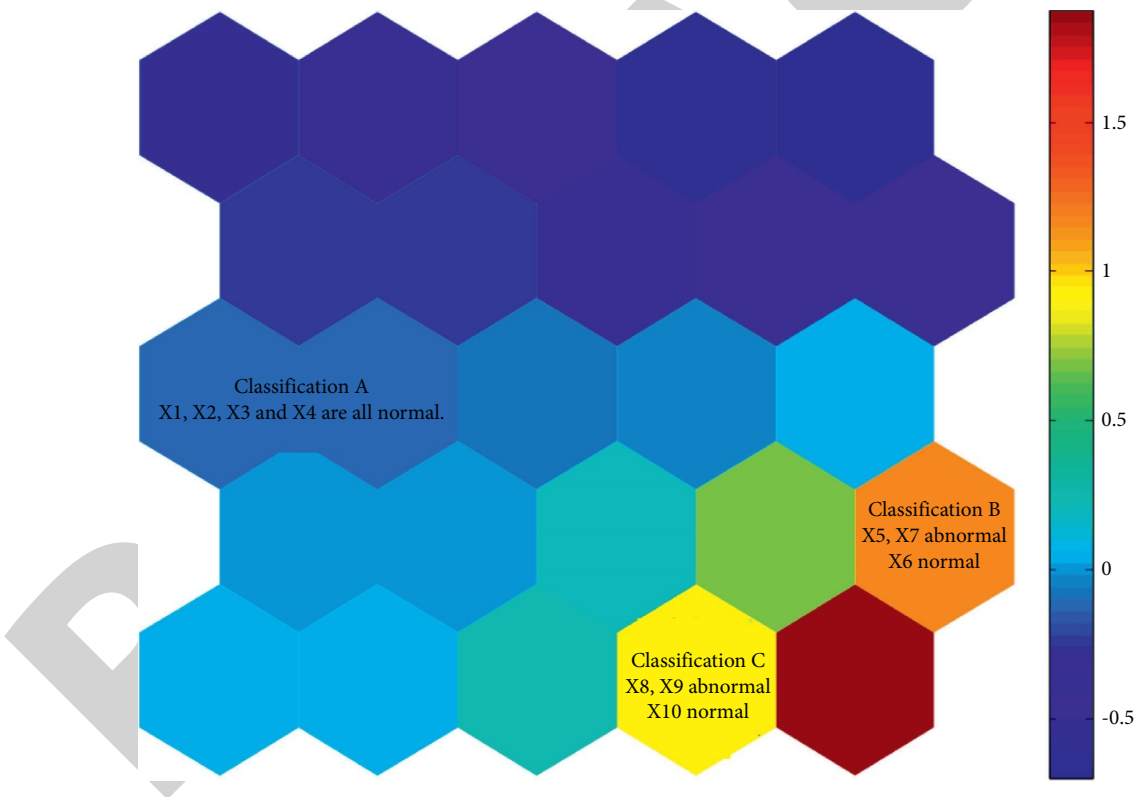 Classification A
X1, X2, X3 and X4 are all normal.
Classification B
X5, X7 abnormal
X6 normal
Classification C
X8, X9 abnormal
X10 normal
1.5
1
0.5
0
-0.5